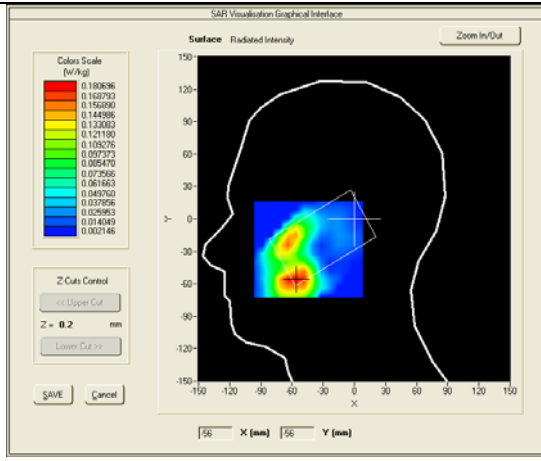 SAR Visualisation Graphical Interface
Surface Radiated Intensity
Zoom In/Out
Colors Scale
(W/kg)
0.180696
0.168793
0.156890
0.144986
0.133083
0.121180
0.109276
0.097373
0.085470
0.073566
0.061663
0.049760
0.037856
0.025953
0.014049
0.002146
Z Cuts Control
<< Upper Cut
Z = 0.2 mm
Lower Cut >>
SAVE Cancel
150
120
90
60
30
Y 0
-30
-60
-90
-120
-150
-150 -120 -90 -60 -30 0 30 60 90 120 150
X
-56 X (mm) -56 Y (mm)